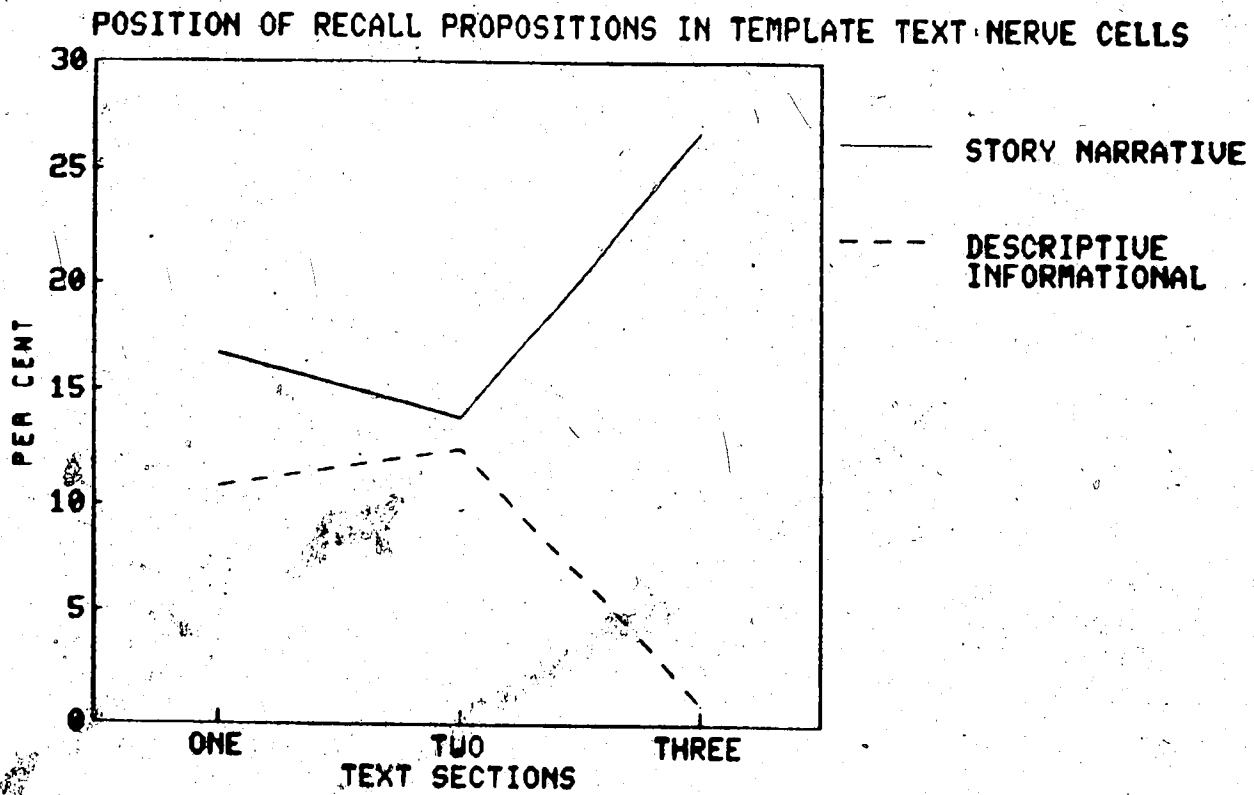 POSITION OF RECALL PROPOSITIONS IN TEMPLATE TEXT:NERVE CELLS
30
25
20
15
10
5
0
PER CENT
ONE TWO THREE
TEXT SECTIONS
STORY NARRATIVE
DESCRIPTIVE
INFORMATIONAL